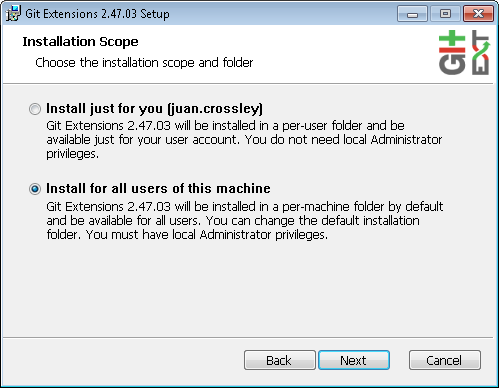 Git Extensions 2.47.03 Setup
Installation Scope
Choose the installation scope and folder
Git
EXT
Install just for you (juan.crossley)
Git Extensions 2.47.03 will be installed in a per-user folder and be
available just for your user account. You do not need local Administrator
privileges.
Install for all users of this machine
Git Extensions 2.47.03 will be installed in a per-machine folder by default
and be available for all users. You can change the default installation
folder. You must have local Administrator privileges.
Back
Next
Cancel